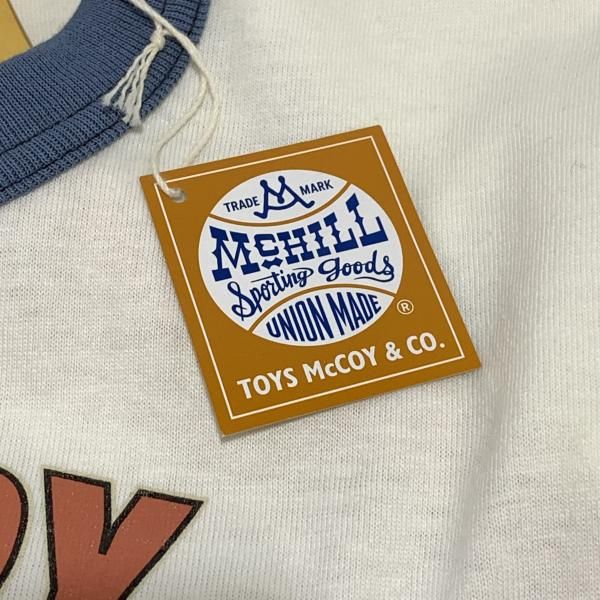 TRADE M MARK
McHILL
Sporting Goods
UNION MADE
®
TOYS McCOY & CO.